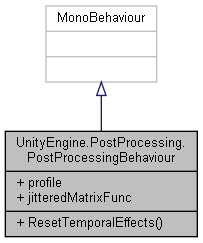 MonoBehaviour
UnityEngine.PostProcessing.
PostProcessingBehaviour
+ profile
+ jitteredMatrixFunc
+ ResetTemporalEffects()